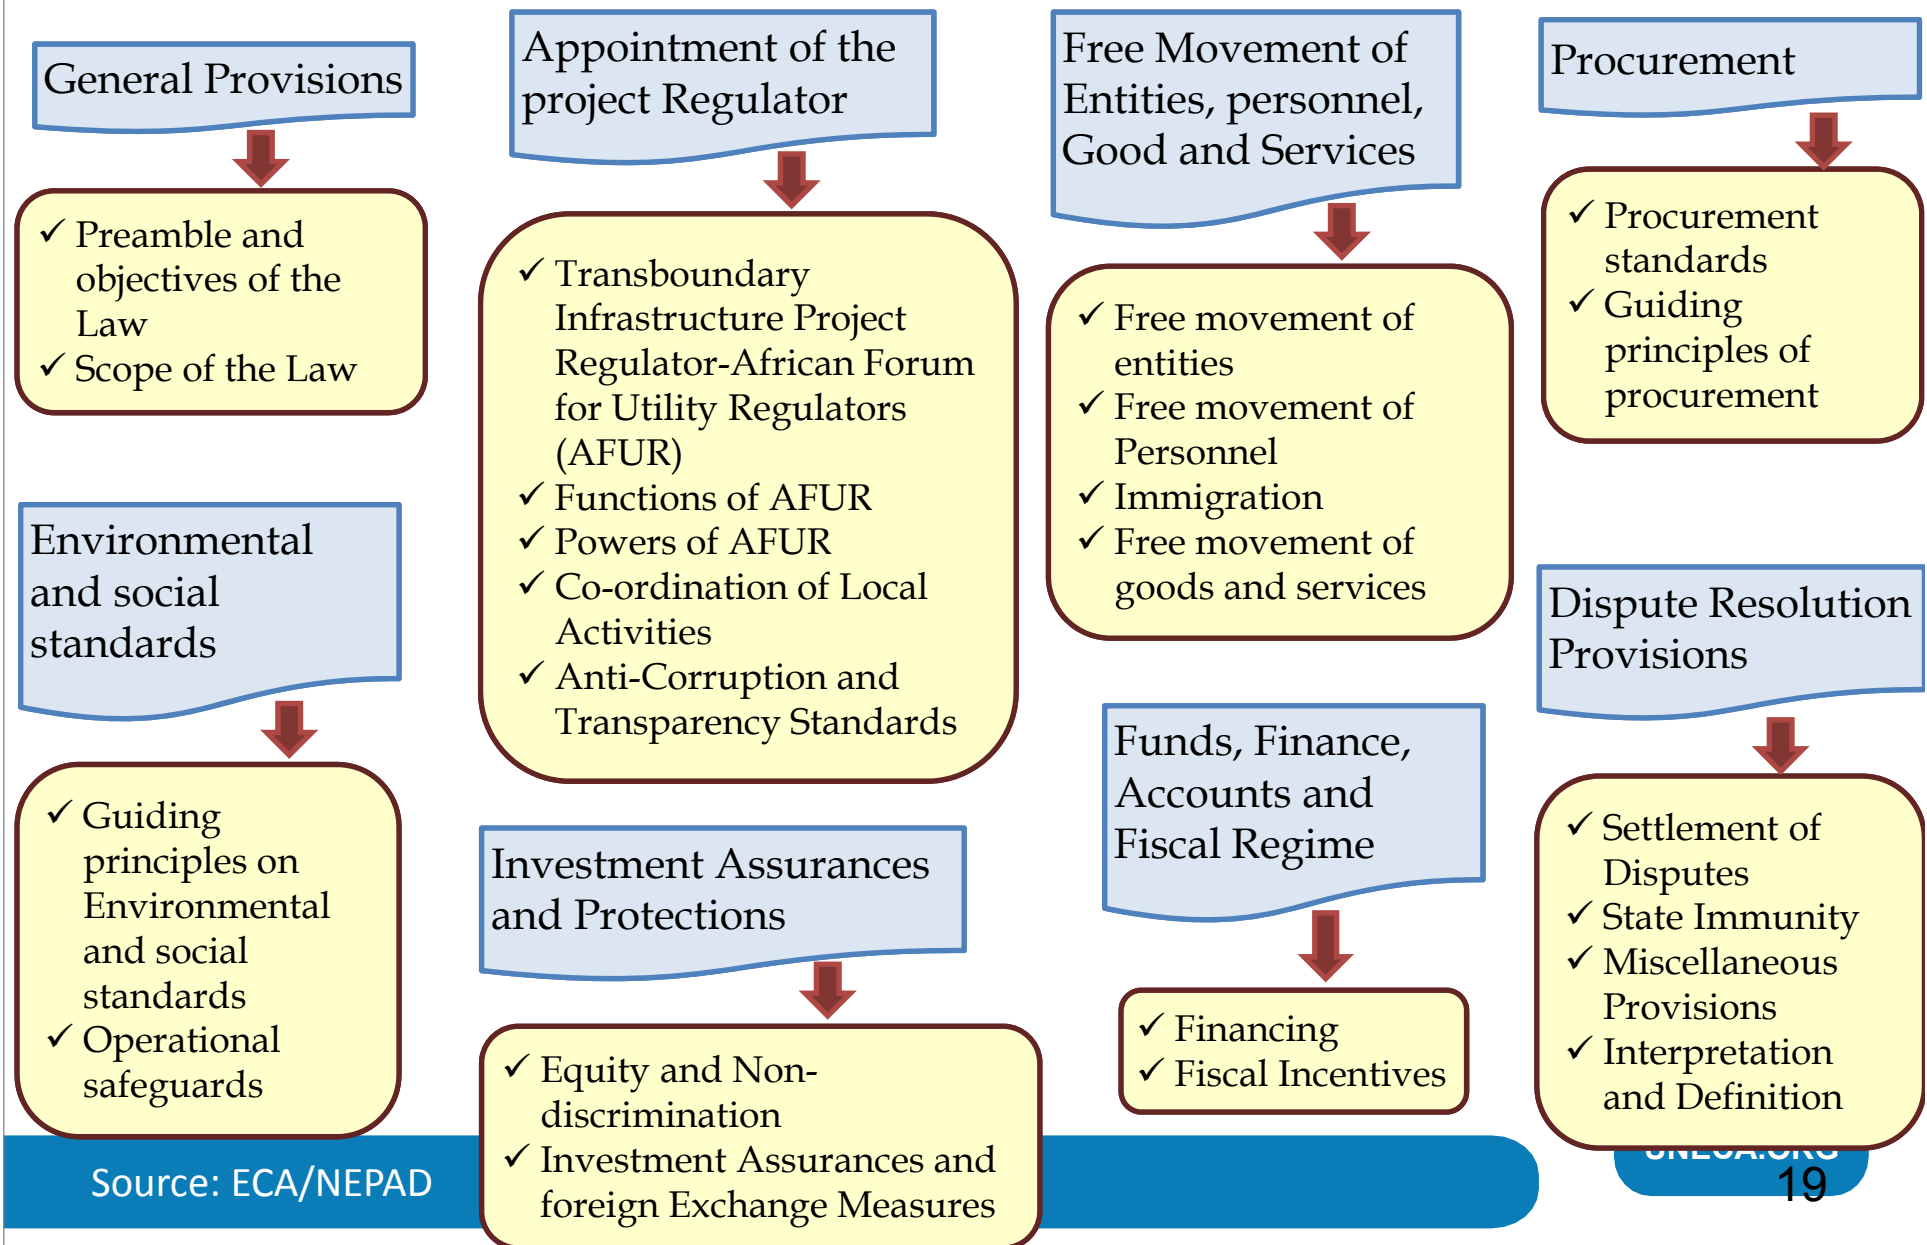 General Provisions
✓ Preamble and
objectives of the
Law
✓ Scope of the Law
Appointment of the
project Regulator
✓ Transboundary
Infrastructure Project
Regulator-African Forum
for Utility Regulators
(AFUR)
✓ Functions of AFUR
✓ Powers of AFUR
✓ Co-ordination of Local
Activities
✓ Anti-Corruption and
Transparency Standards
Free Movement of
Entities, personnel,
Good and Services
✓ Free movement of
entities
✓ Free movement of
Personnel
✓ Immigration
✓ Free movement of
goods and services
Procurement
✓ Procurement
standards
✓ Guiding
principles of
procurement
Environmental
and social
standards
✓ Guiding
principles on
Environmental
and social
standards
✓ Operational
safeguards
Investment Assurances
and Protections
✓ Equity and Non-
discrimination
✓ Investment Assurances and
foreign Exchange Measures
Funds, Finance,
Accounts and
Fiscal Regime
✓ Financing
✓ Fiscal Incentives
Dispute Resolution
Provisions
✓ Settlement of
Disputes
✓ State Immunity
✓ Miscellaneous
Provisions
✓ Interpretation
and Definition
Source: ECA/NEPAD
UNECA.ORG
19